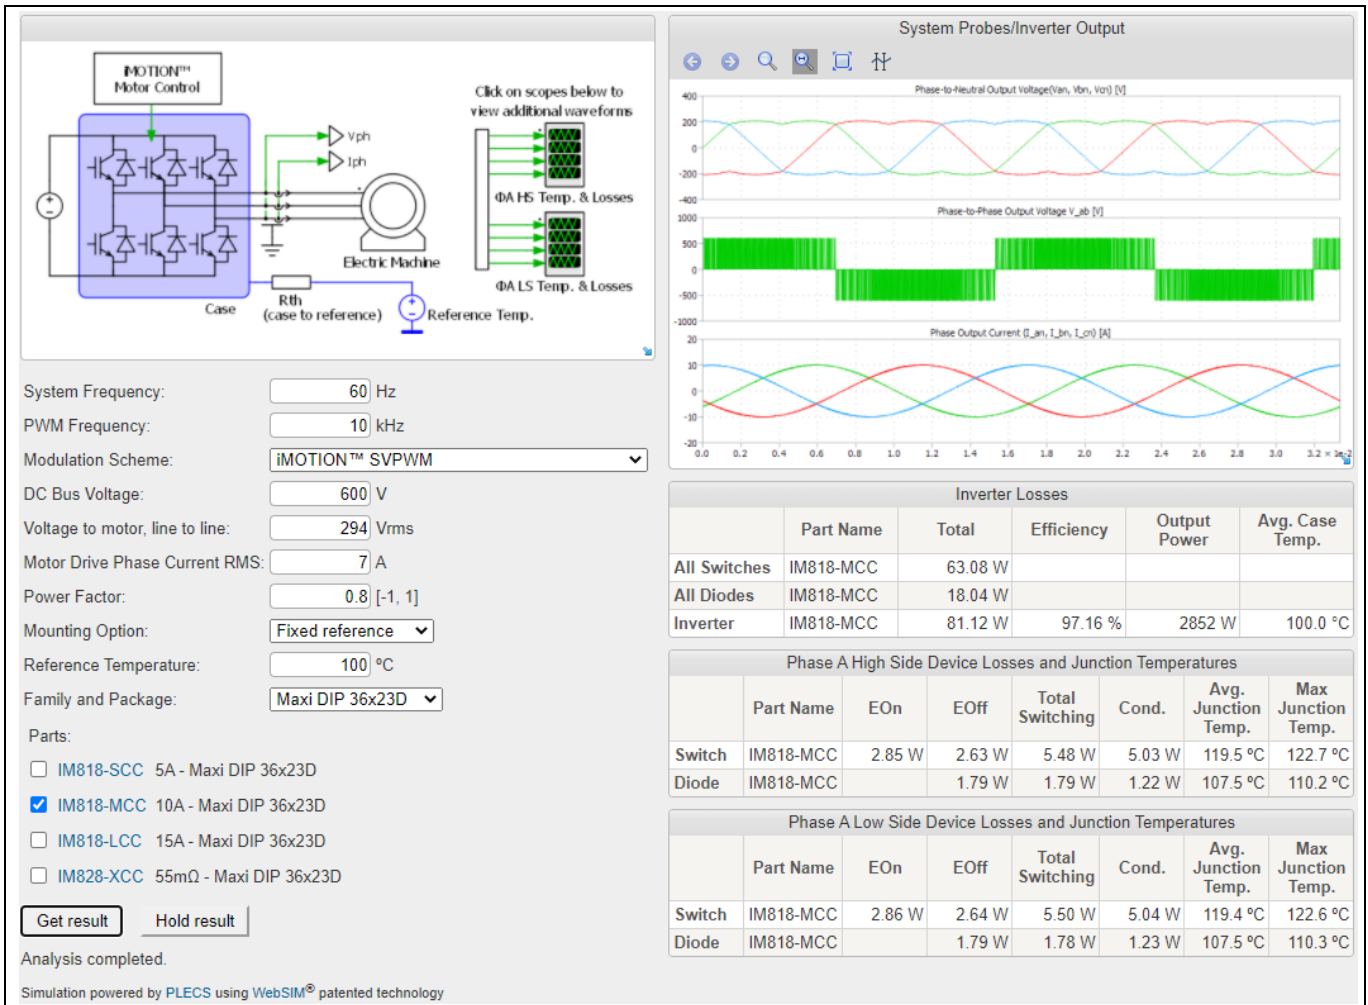 iMOTION™
Motor Control
Click on scopes below to
view additional waveforms
Vph
Iph
ΦA HS Temp. & Losses
Electric Machine
ΦA LS Temp. & Losses
Case
Rth
(case to reference)
Reference Temp.
System Frequency: 60 Hz
PWM Frequency: 10 kHz
Modulation Scheme: iMOTION™ SVPWM
DC Bus Voltage: 600 V
Voltage to motor, line to line: 294 Vrms
Motor Drive Phase Current RMS: 7 A
Power Factor: 0.8 [-1, 1]
Mounting Option: Fixed reference
Reference Temperature: 100 ºC
Family and Package: Maxi DIP 36x23D
Parts:
IM818-SCC 5A - Maxi DIP 36x23D
IM818-MCC 10A - Maxi DIP 36x23D
IM818-LCC 15A - Maxi DIP 36x23D
IM828-XCC 55mΩ - Maxi DIP 36x23D
Get result Hold result
Analysis completed.
Simulation powered by PLECS using WebSIM® patented technology
System Probes/Inverter Output
Phase-to-Neutral Output Voltage(Van, Vbn, Vcn) [V]
400
200
0
-200
-400
Phase-to-Phase Output Voltage V_ab [V]
1000
500
0
-500
-1000
Phase Output Current (I_an, I_bn, I_cn) [A]
20
10
0
-10
-20
0.0 0.2 0.4 0.6 0.8 1.0 1.2 1.4 1.6 1.8 2.0 2.2 2.4 2.6 2.8 3.0 3.2 × 1e-2
Inverter Losses
Part Name Total Efficiency Output Power Avg. Case Temp.
All Switches IM818-MCC 63.08 W
All Diodes IM818-MCC 18.04 W
Inverter IM818-MCC 81.12 W 97.16 % 2852 W 100.0 °C
Phase A High Side Device Losses and Junction Temperatures
Part Name EOn EOff Total Switching Cond. Avg. Junction Temp. Max Junction Temp.
Switch IM818-MCC 2.85 W 2.63 W 5.48 W 5.03 W 119.5 ºC 122.7 ºC
Diode IM818-MCC 1.79 W 1.79 W 1.22 W 107.5 ºC 110.2 ºC
Phase A Low Side Device Losses and Junction Temperatures
Part Name EOn EOff Total Switching Cond. Avg. Junction Temp. Max Junction Temp.
Switch IM818-MCC 2.86 W 2.64 W 5.50 W 5.04 W 119.4 ºC 122.6 ºC
Diode IM818-MCC 1.79 W 1.78 W 1.23 W 107.5 ºC 110.3 ºC